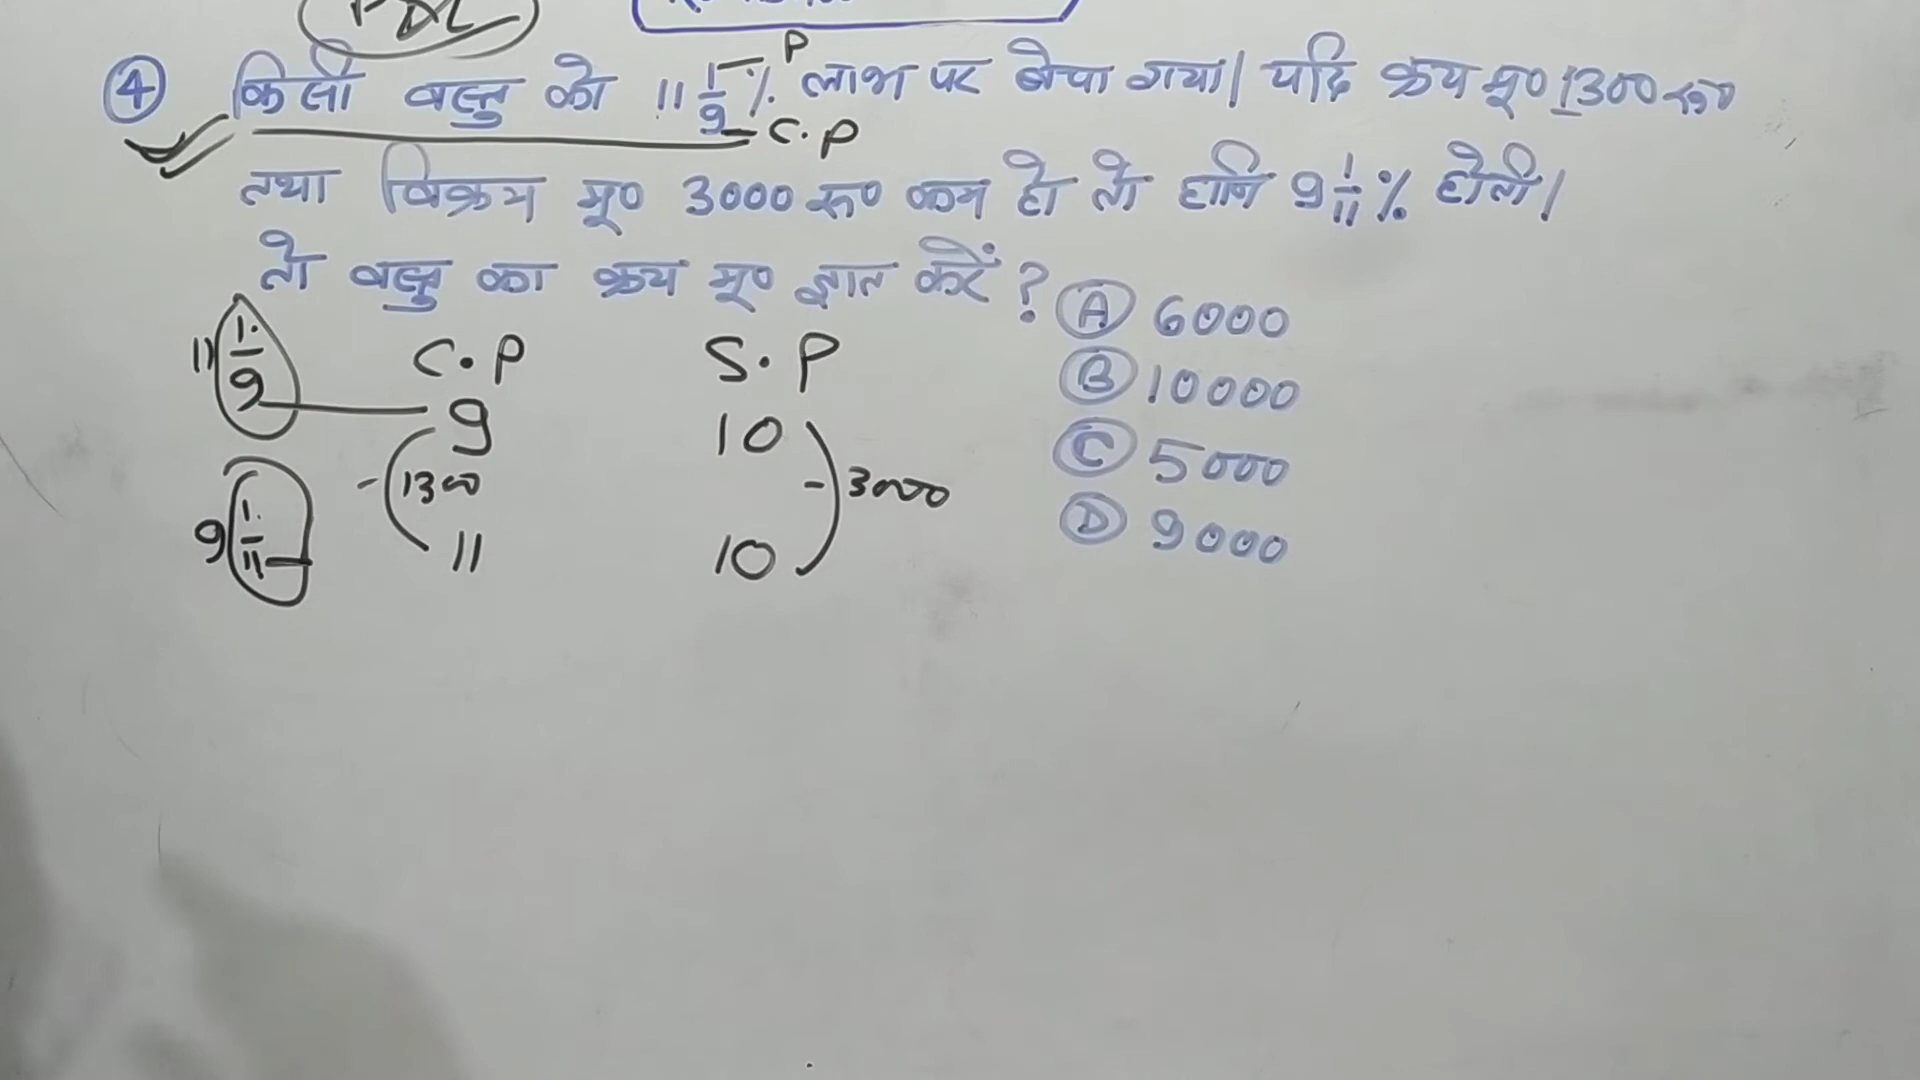 ④ किसी वस्तु को 11 1/9 % लाभ पर बेचा गया। यदि क्रय मू० 1300 रू०
P
C.P
तथा विक्रय मू० 3000 रू० कम हो तो हानि 9 1/11 % होती।
तो वस्तु का क्रय मू० ज्ञात करें ?
Ⓐ 6000
Ⓑ 10000
Ⓒ 5000
Ⓓ 9000
11 1/9 C.P S.P
9 10
-1300 -3000
9 1/11 11 10